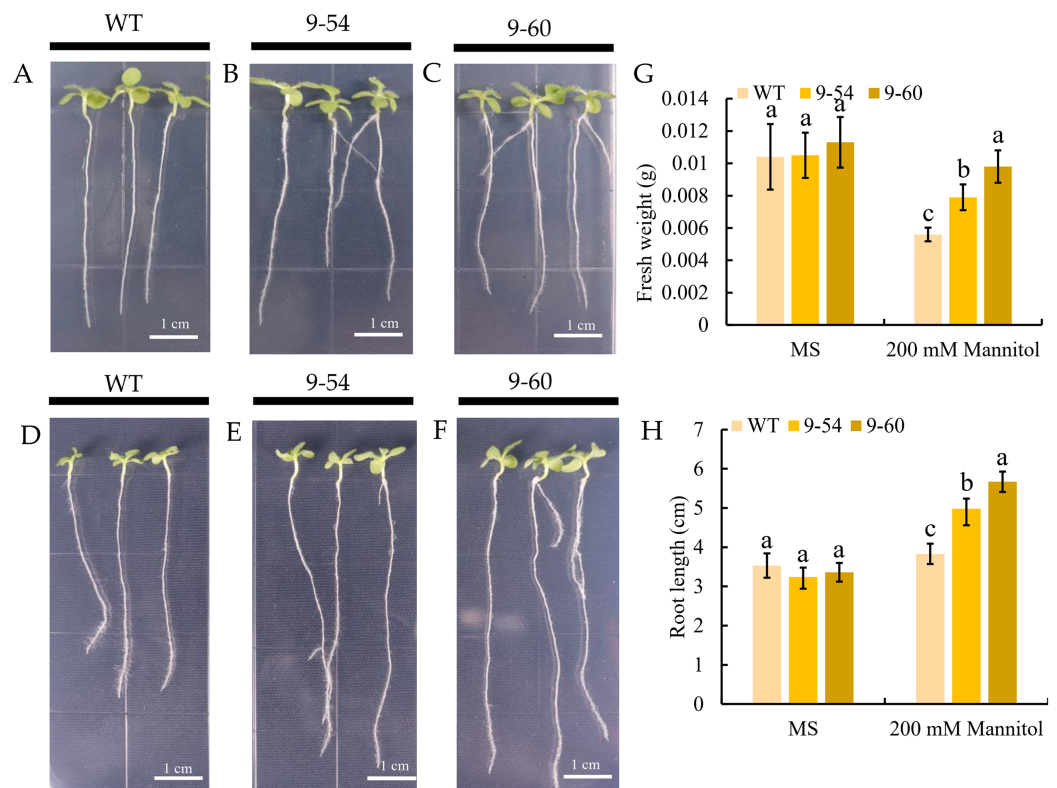 WT 9-54 9-60
A B C G
WT 9-54 9-60
0.014
0.012
0.01
0.008
0.006
0.004
0.002
0
Fresh weight (g)
a a a
c b a
MS 200 mM Mannitol
1 cm 1 cm 1 cm
WT 9-54 9-60
D E F H
WT 9-54 9-60
7
6
5
4
3
2
1
0
Root length (cm)
a a a
c b a
MS 200 mM Mannitol
1 cm 1 cm 1 cm